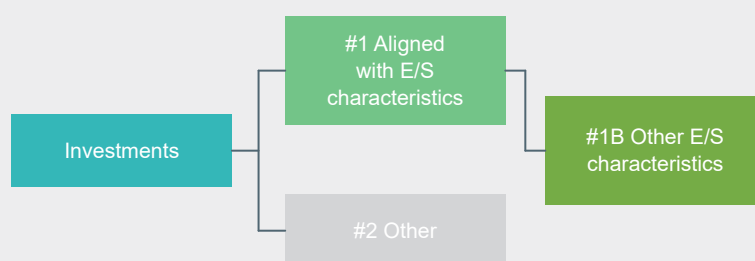 #1 Aligned
with E/S
characteristics
Investments
#1B Other E/S
characteristics
#2 Other